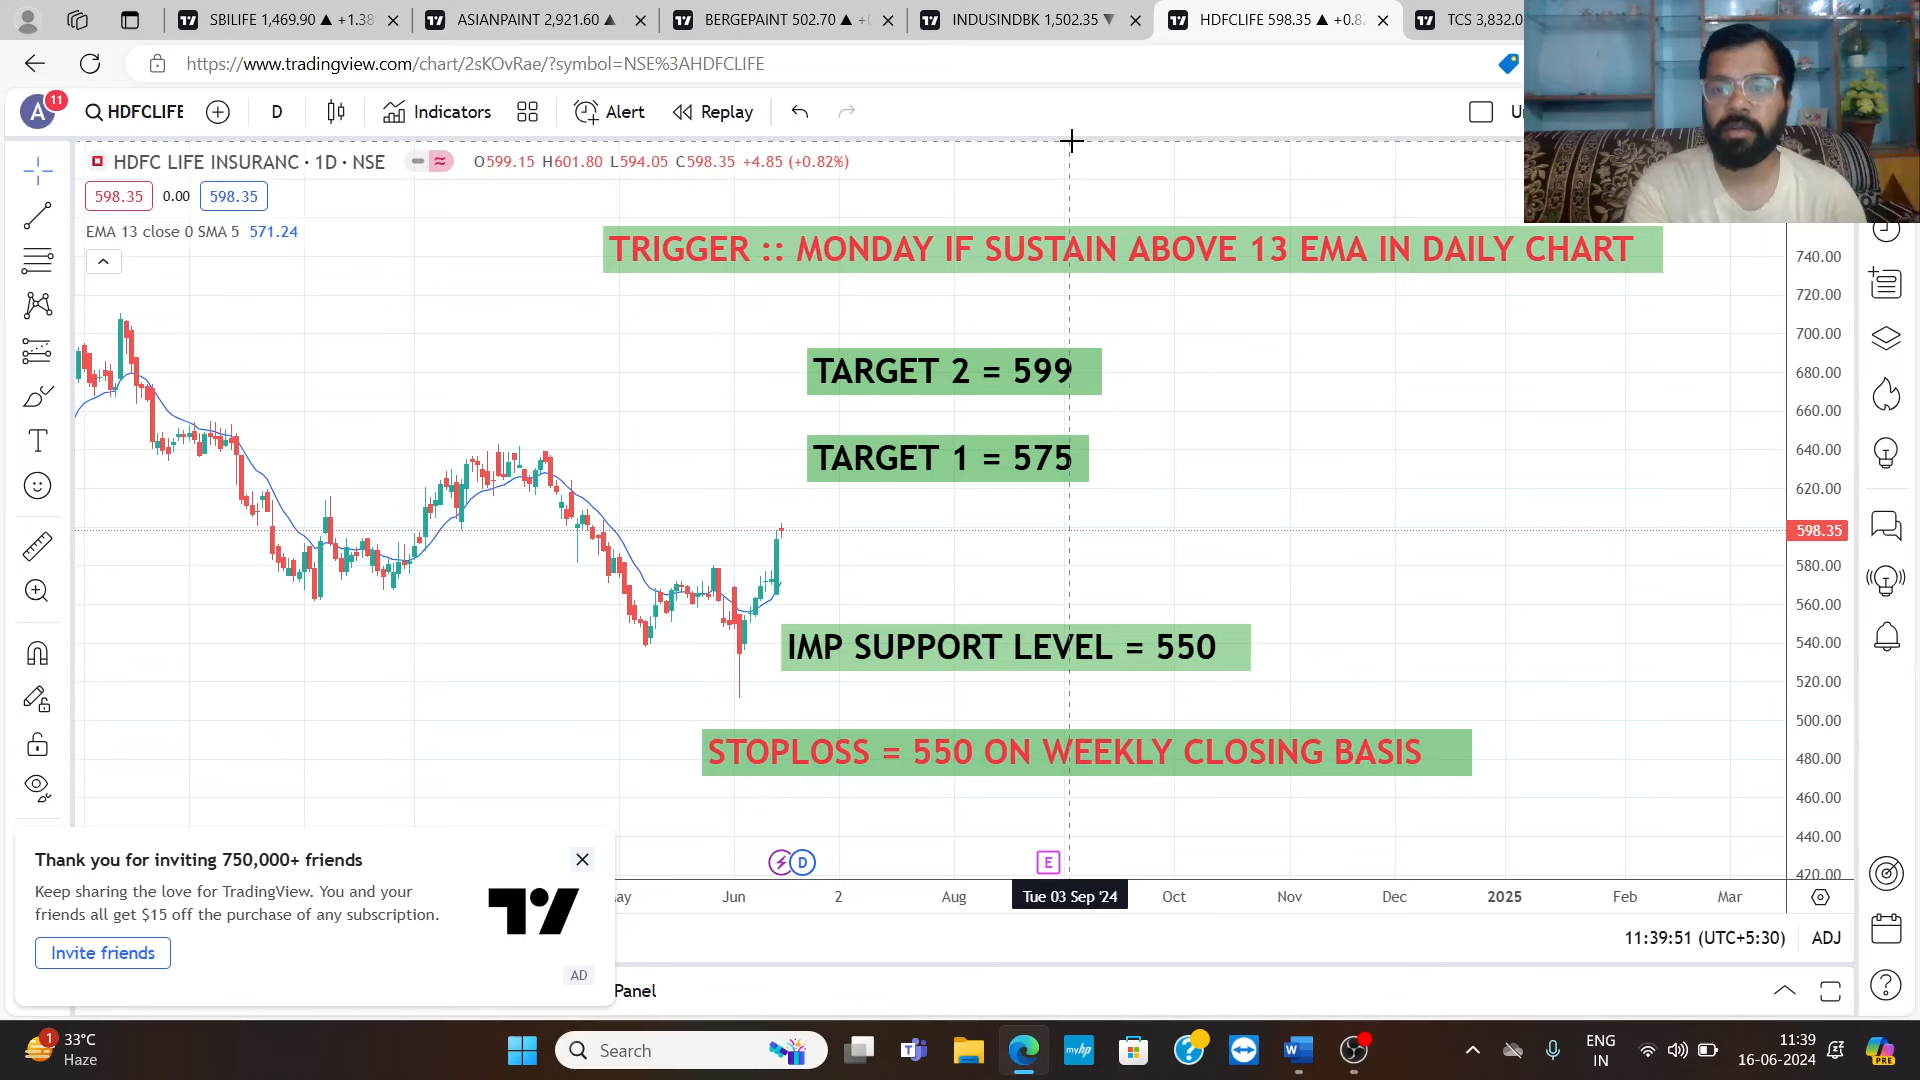 SBILIFE 1,469.90 ▲ +1.38
ASIANPAINT 2,921.60 ▲
BERGEPAINT 502.70 ▲
INDUSINDBK 1,502.35 ▼
HDFCLIFE 598.35 ▲ +0.82
TCS 3,832.0
https://www.tradingview.com/chart/2sKOvRae/?symbol=NSE%3AHDFCLIFE
A
11
HDFCLIFE
D
Indicators
Alert
Replay
HDFC LIFE INSURANC · 1D · NSE
O599.15 H601.80 L594.05 C598.35 +4.85 (+0.82%)
598.35 0.00 598.35
EMA 13 close 0 SMA 5 571.24
TRIGGER :: MONDAY IF SUSTAIN ABOVE 13 EMA IN DAILY CHART
TARGET 2 = 599
TARGET 1 = 575
IMP SUPPORT LEVEL = 550
STOPLOSS = 550 ON WEEKLY CLOSING BASIS
740.00
720.00
700.00
680.00
660.00
640.00
620.00
598.35
580.00
560.00
540.00
520.00
500.00
480.00
460.00
440.00
420.00
D
E
Jun 2 Aug Tue 03 Sep '24 Oct Nov Dec 2025 Feb Mar
11:39:51 (UTC+5:30) ADJ
Panel
Thank you for inviting 750,000+ friends
Keep sharing the love for TradingView. You and your
friends all get $15 off the purchase of any subscription.
Invite friends
AD
1
33°C
Haze
Search
myhp
ENG
IN
11:39
16-06-2024
PRE